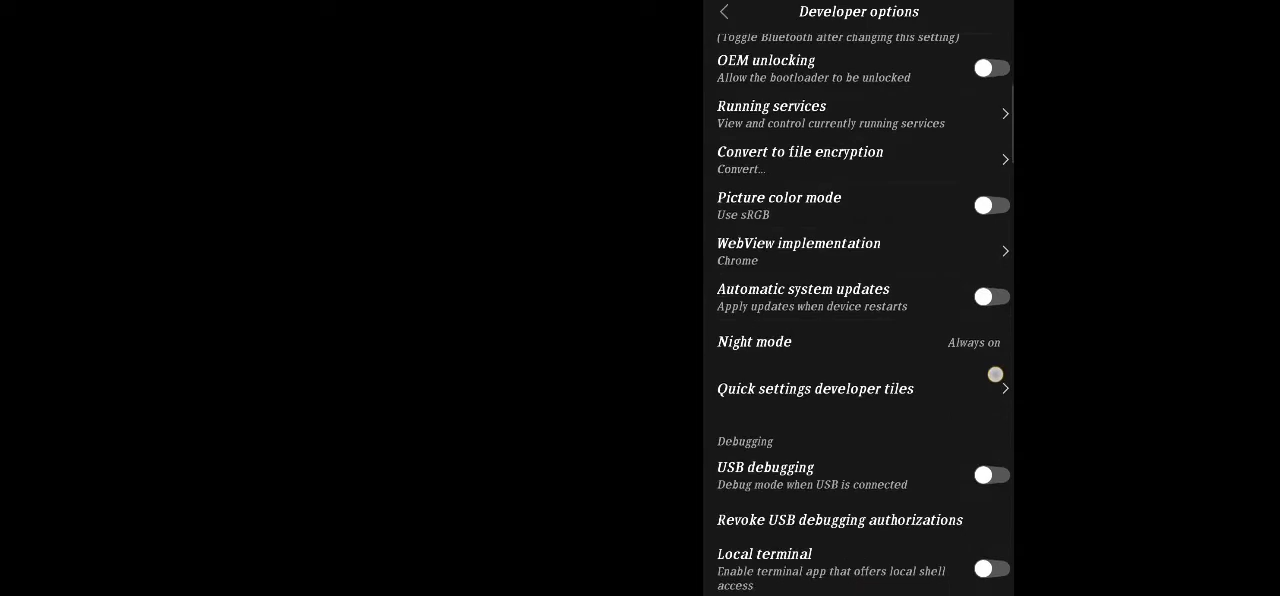 Developer options
(Toggle Bluetooth after changing this setting)
OEM unlocking
Allow the bootloader to be unlocked
Running services
View and control currently running services
Convert to file encryption
Convert...
Picture color mode
Use sRGB
WebView implementation
Chrome
Automatic system updates
Apply updates when device restarts
Night mode
Always on
Quick settings developer tiles
Debugging
USB debugging
Debug mode when USB is connected
Revoke USB debugging authorizations
Local terminal
Enable terminal app that offers local shell
access